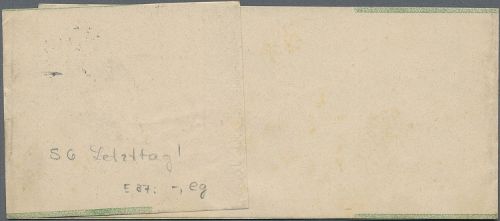 SG Letzttag!
E 87: -, eg